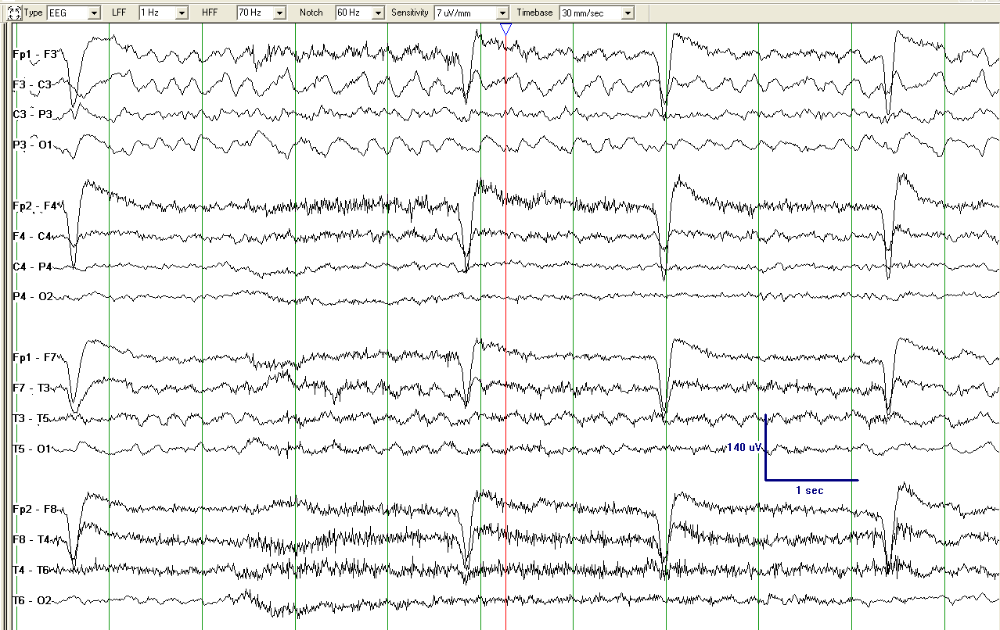 Type EEG LFF 1 Hz HFF 70 Hz Notch 60 Hz Sensitivity 7 uV/mm Timebase 30 mm/sec
Fp1 - F3
F3 - C3
C3 - P3
P3 - O1
Fp2 - F4
F4 - C4
C4 - P4
P4 - O2
Fp1 - F7
F7 - T3
T3 - T5
T5 - O1
140 uV
1 sec
Fp2 - F8
F8 - T4
T4 - T6
T6 - O2